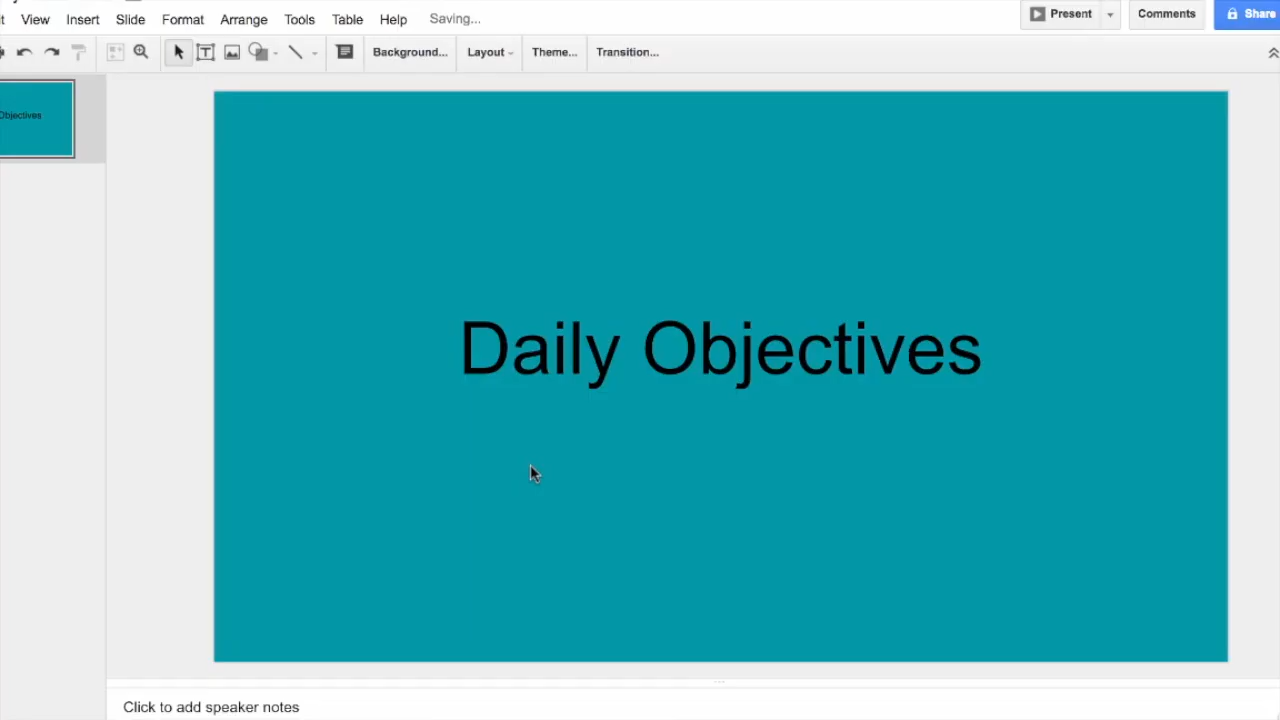 View Insert Slide Format Arrange Tools Table Help Saving... Present Comments Share
Background... Layout Theme... Transition...
Objectives
Daily Objectives
Click to add speaker notes